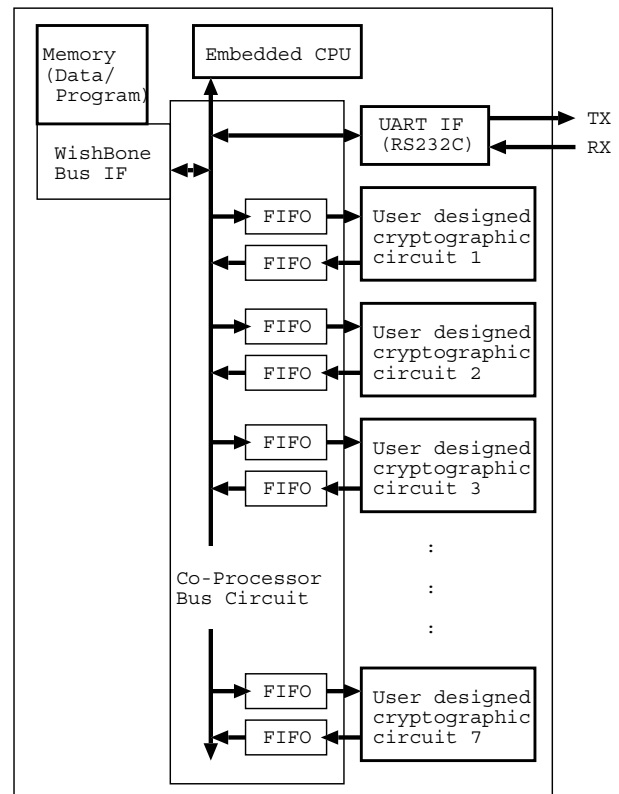 Memory
(Data/
Program)
Embedded CPU
WishBone
Bus IF
UART IF
(RS232C)
TX
RX
FIFO
FIFO
User designed
cryptographic
circuit 1
FIFO
FIFO
User designed
cryptographic
circuit 2
FIFO
FIFO
User designed
cryptographic
circuit 3
:
:
:
Co-Processor
Bus Circuit
FIFO
FIFO
User designed
cryptographic
circuit 7